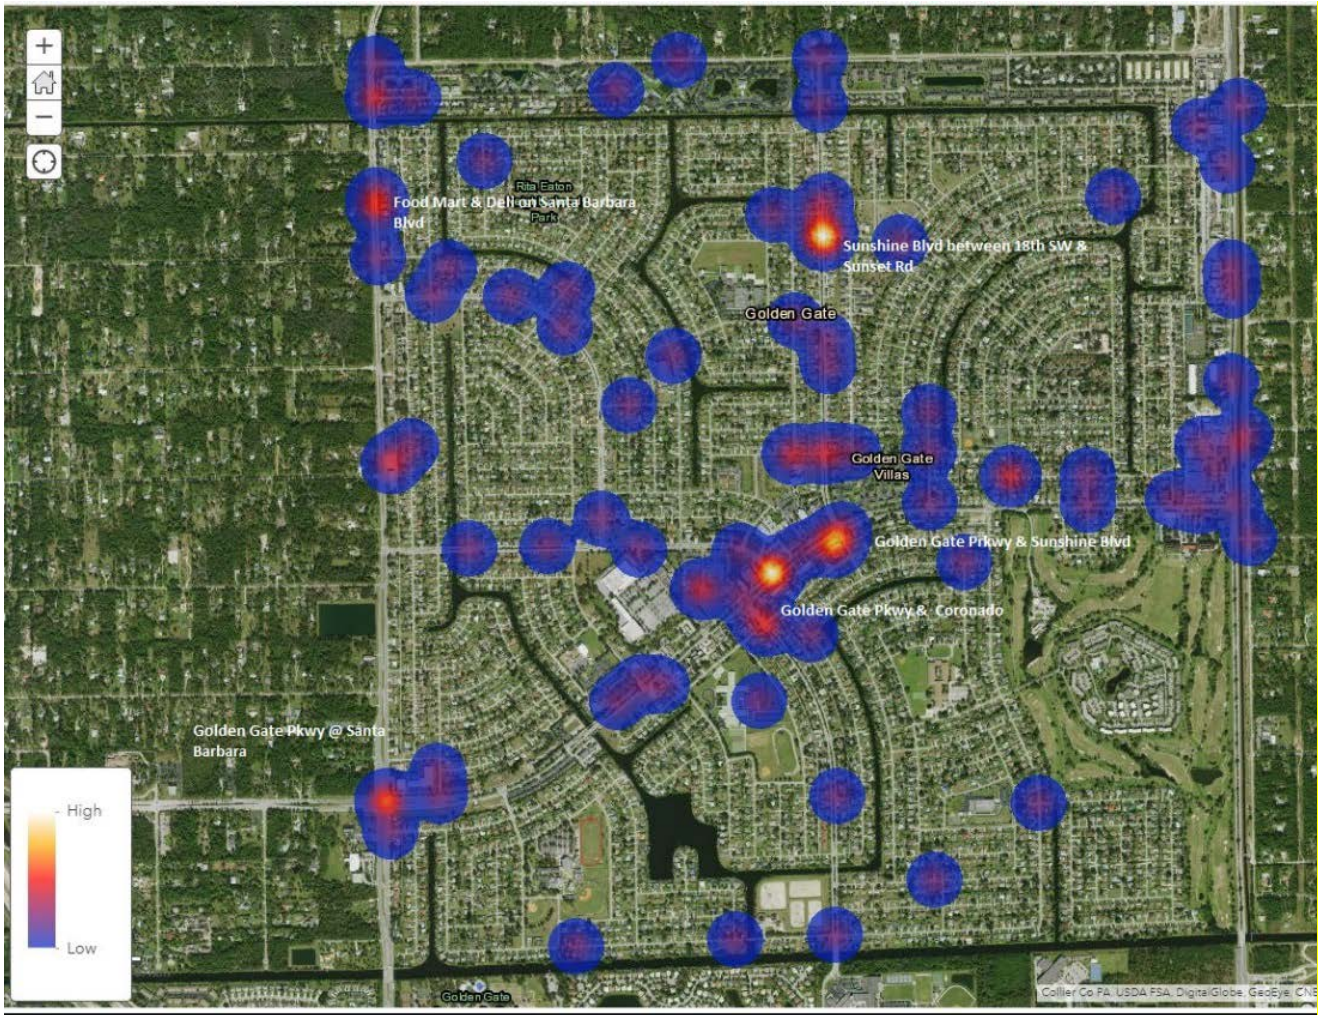 Rita Eaton
Park
Food Mart & Deli on Santa Barbara
Blvd
Sunshine Blvd between 18th SW &
Sunset Rd
Golden Gate
Golden Gate
Villas
Golden Gate Prkwy & Sunshine Blvd
Golden Gate Pkwy & Coronado
Golden Gate Pkwy @ Santa
Barbara
High
Low
Golden Gate
Collier Co PA, USDA FSA, DigitalGlobe, GeoEye, CNE